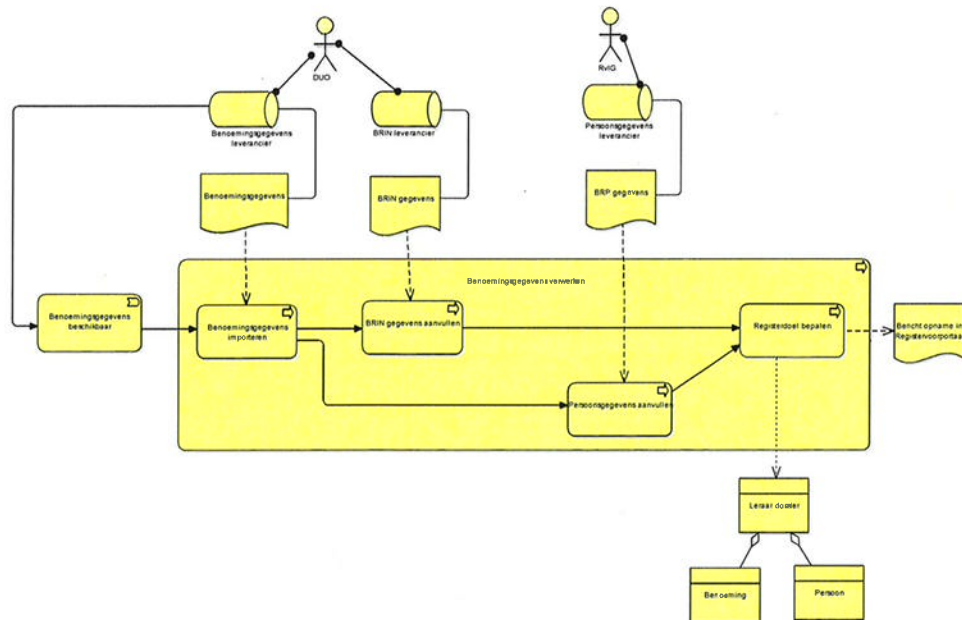 DUO
RvIG
Benoemingsgegevens
leverancier
BRIN leverancier
Persoonsgegevens
leverancier
Benoemingsgegevens
BRIN gegevens
BRP gegevens
Benoemingsgegevens verwerken
Benoemingsgegevens
beschikbaar
Benoemingsgegevens
importeren
BRIN gegevens aanvullen
Registerdoel bepalen
Bericht opname in
Registervoorportaal
Persoonsgegevens aanvullen
Leraar dossier
Benoeming
Persoon